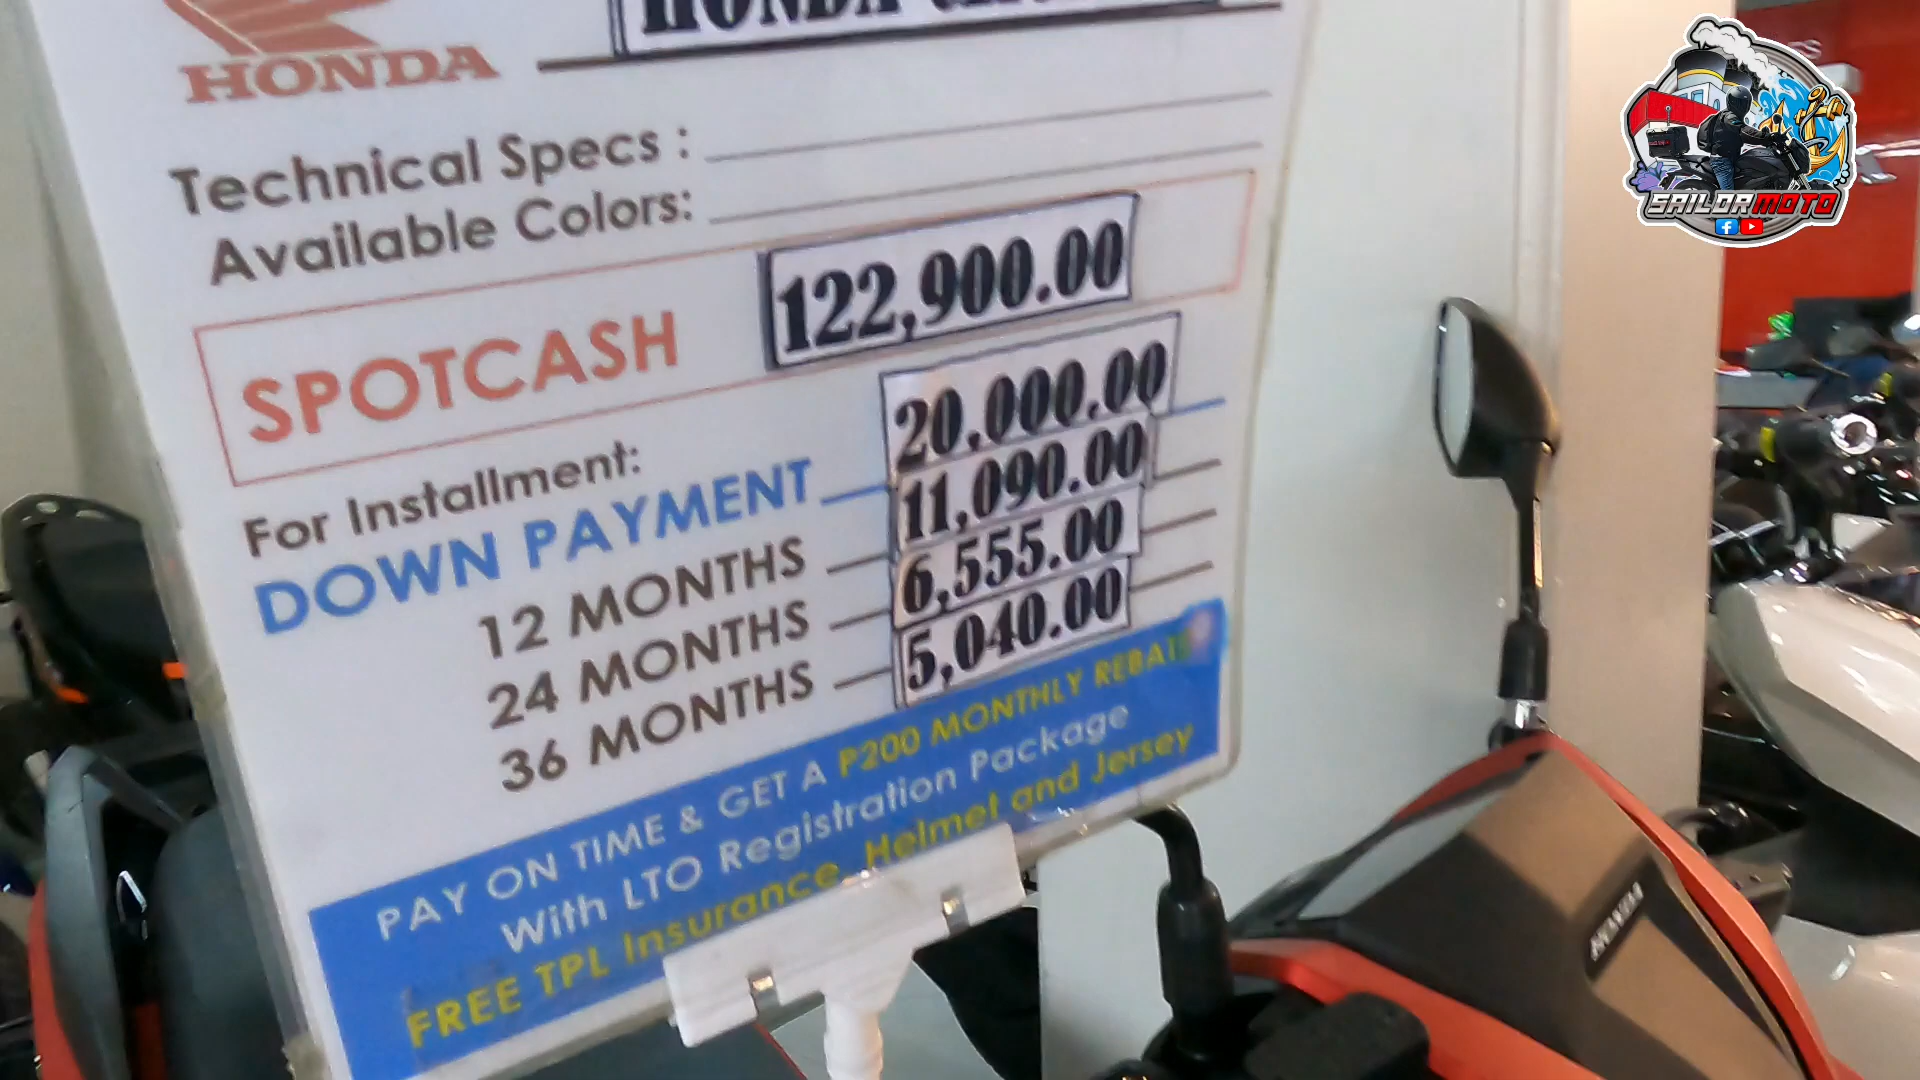 HONDA
HONDA
Technical Specs :
Available Colors:
SPOTCASH 122,900.00
For Installment:
DOWN PAYMENT 20,000.00
12 MONTHS 11,090.00
24 MONTHS 6,555.00
36 MONTHS 5,040.00
PAY ON TIME & GET A P200 MONTHLY REBATE
With LTO Registration Package
FREE TPL Insurance, Helmet and Jersey
SAILORMOTO
HONDA